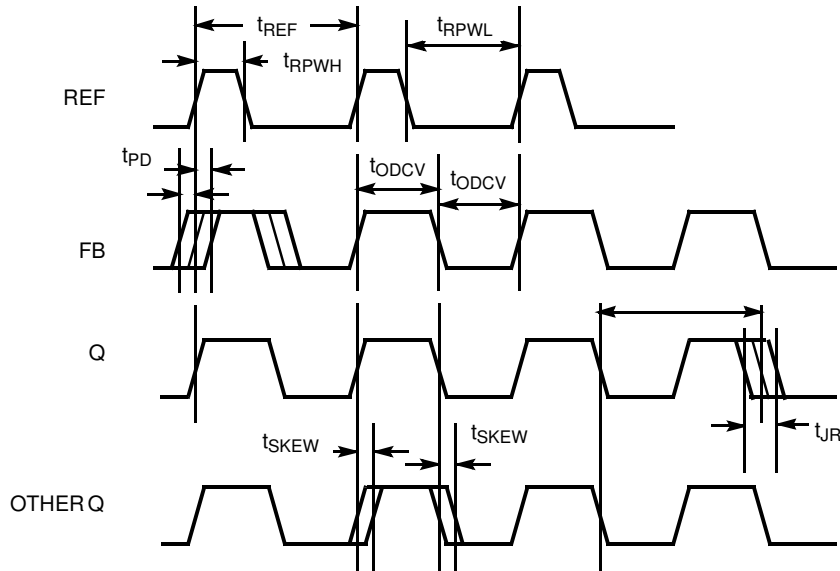 tREF
tRPWL
tRPWH
REF
tPD
tODCV
tODCV
FB
Q
tJR
tSKEW
tSKEW
OTHER Q